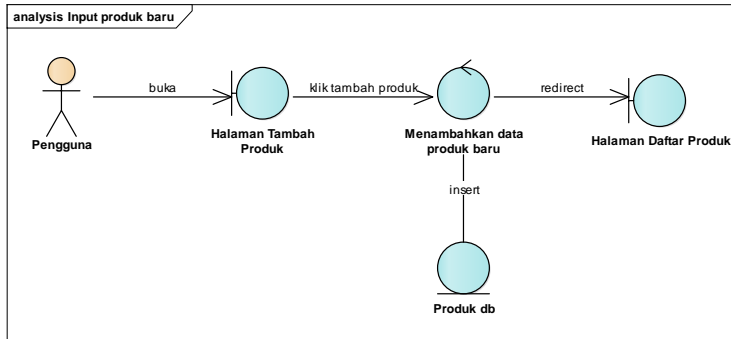 analysis Input produk baru
buka
klik tambah produk
redirect
Pengguna
Halaman Tambah
Produk
Menambahkan data
produk baru
Halaman Daftar Produk
insert
Produk db